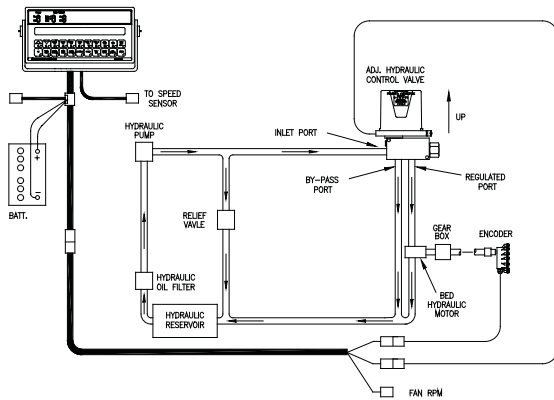 TO SPEED
SENSOR
ADJ. HYDRAULIC
CONTROL VALVE
UP
HYDRAULIC
PUMP
INLET PORT
BY-PASS
PORT
REGULATED
PORT
+
−
BATT.
RELIEF
VAVLE
GEAR
BOX
ENCODER
HYDRAULIC
OIL FILTER
BED
HYDRAULIC
MOTOR
HYDRAULIC
RESERVOIR
FAN RPM